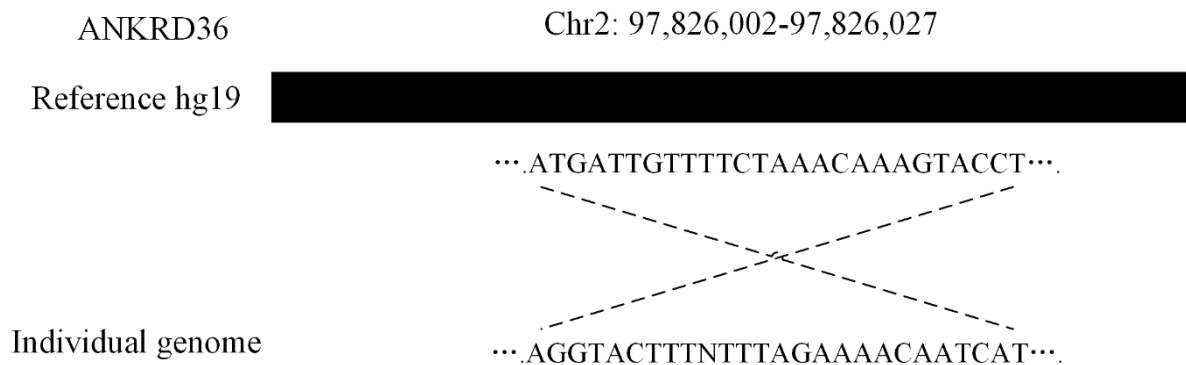 ANKRD36 Chr2: 97,826,002-97,826,027
Reference hg19
···.ATGATTGTTTTCTAAACAAAGTACCT···.
Individual genome ···.AGGTACTTTNTTTAGAAAACAATCAT···.